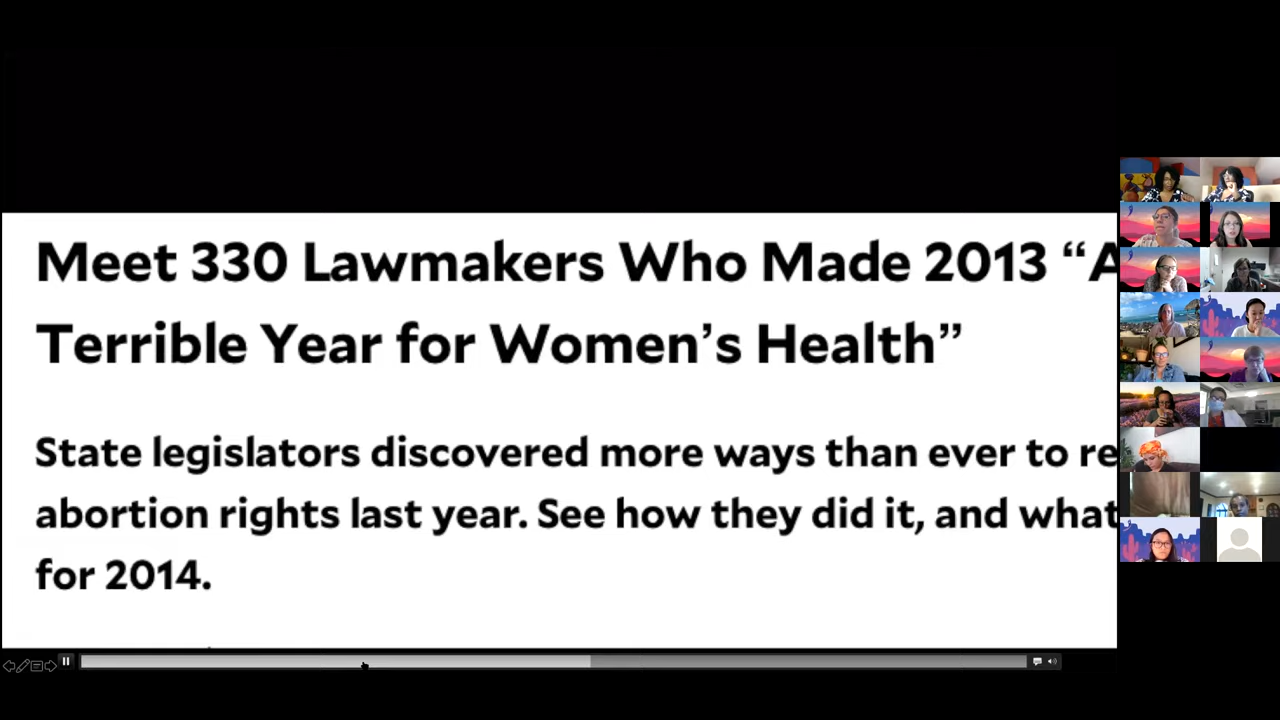 Meet 330 Lawmakers Who Made 2013 “A
Terrible Year for Women’s Health”
State legislators discovered more ways than ever to re
abortion rights last year. See how they did it, and what
for 2014.